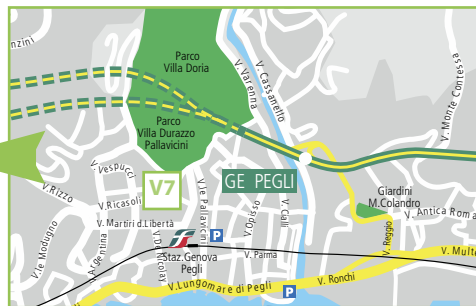 nzini
Parco
Villa Doria
V. Varenna
V. Cassanello
V. Monte Contessa
Parco
Villa Durazzo
Pallavicini
V. Vespucci
V7
GE PEGLI
V. Rizzo
V. Ricasoli
V.le Pallavicini
Giardini
M.Colandro
V. Martiri d.Libertà
V.Opisso
V. Cialli
V. Antica Roma
V.le Modugno
V.Argentina
V.D.Nicolay
P
V. Reggio
Staz.Genova
Pegli
V. Parma
V. Multe
V. Ronchi
V.Lungomare di Pegli
P